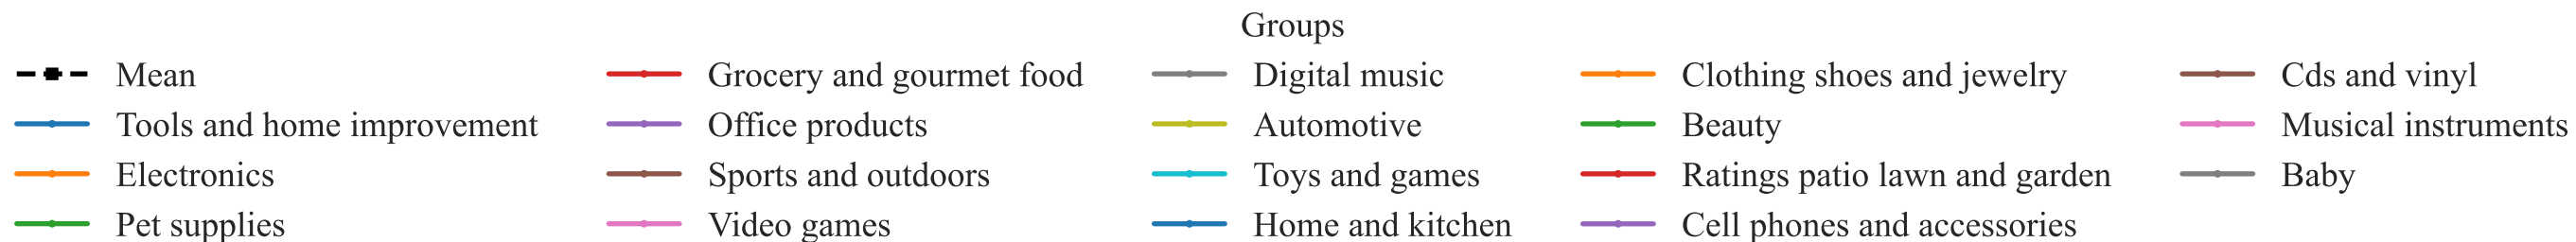 Groups
Mean
Tools and home improvement
Electronics
Pet supplies
Grocery and gourmet food
Office products
Sports and outdoors
Video games
Digital music
Automotive
Toys and games
Home and kitchen
Clothing shoes and jewelry
Beauty
Ratings patio lawn and garden
Cell phones and accessories
Cds and vinyl
Musical instruments
Baby